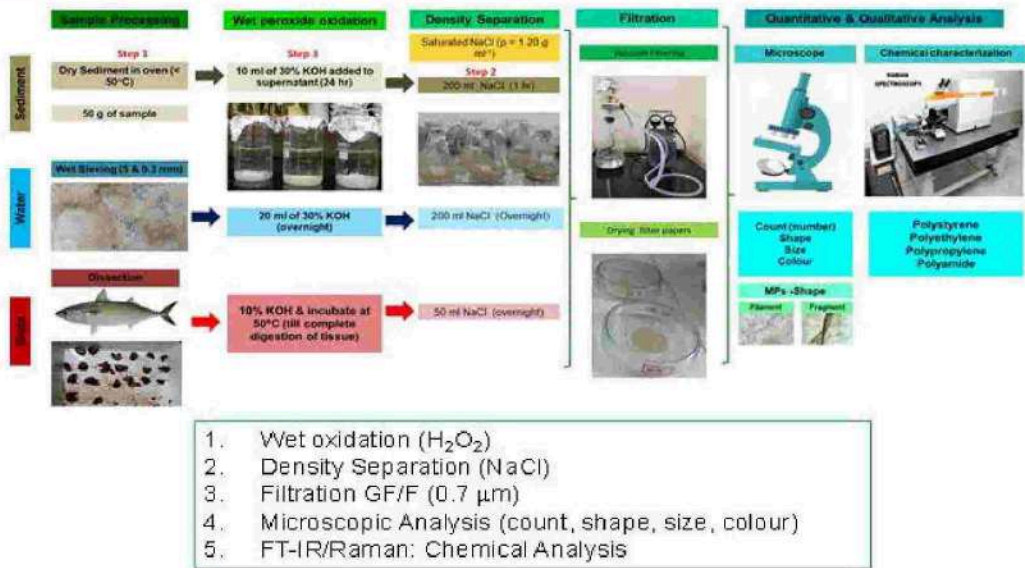 Sample Processing
Wet peroxide oxidation
Density Separation
Filtration
Quantitative & Qualitative Analysis
Sediment
Step 1
Dry Sediment in oven (<
50°C)
50 g of sample
Step 3
10 ml of 30% KOH added to
supernatant (24 hr)
Saturated NaCl (ρ = 1.20 g
ml⁻¹)
Step 2
200 ml NaCl (1 hr)
Vacuum Filtering
Microscope
Chemical characterization
RAMAN
SPECTROSCOPY
Water
Wet Sieving (5 & 0.3 mm)
20 ml of 30% KOH
(overnight)
200 ml NaCl (Overnight)
Drying filter papers
Count (number)
Shape
Size
Colour
Polystyrene
Polyethylene
Polypropylene
Polyamide
MPs -Shape
Filament
Fragment
Biota
Dissection
10% KOH & incubate at
50°C (till complete
digestion of tissue)
50 ml NaCl (overnight)
1. Wet oxidation (H₂O₂)
2. Density Separation (NaCl)
3. Filtration GF/F (0.7 μm)
4. Microscopic Analysis (count, shape, size, colour)
5. FT-IR/Raman: Chemical Analysis